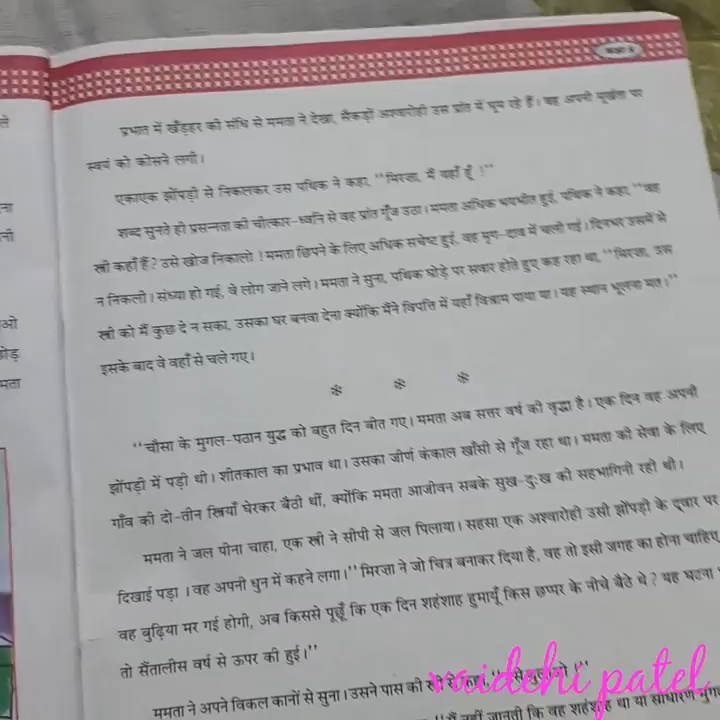 कक्षा 8
प्रभात में खँडहर की संधि से ममता ने देखा, सैकड़ों अश्वारोही उस प्रांत में घूम रहे हैं। वह अपनी मूर्खता पर
स्वयं को कोसने लगी।
एकाएक झोंपड़ी से निकलकर उस पथिक ने कहा, ''मिरज़ा, मैं यहाँ हूँ !''
शब्द सुनते ही प्रसन्नता की चीत्कार-ध्वनि से वह प्रांत गूँज उठा। ममता अधिक भयभीत हुई, पथिक ने कहा, ''वह
स्त्री कहाँ है? उसे खोज निकालो ! ममता छिपने के लिए अधिक सचेष्ट हुई, वह मृग-दाव में चली गई। दिनभर उसमें से
न निकली। संध्या हो गई, वे लोग जाने लगे। ममता ने सुना, पथिक घोड़े पर सवार होते हुए कह रहा था, ''मिरज़ा, उस
स्त्री को मैं कुछ दे न सका, उसका घर बनवा देना क्योंकि मैंने विपत्ति में यहाँ विश्राम पाया था। यह स्थान भूलना मत।''
इसके बाद वे वहाँ से चले गए।
* * *
''चौसा के मुगल-पठान युद्ध को बहुत दिन बीत गए। ममता अब सत्तर वर्ष की वृद्धा है। एक दिन वह अपनी
झोंपड़ी में पड़ी थी। शीतकाल का प्रभाव था। उसका जीर्ण कंकाल खाँसी से गूँज रहा था। ममता की सेवा के लिए
गाँव की दो-तीन स्त्रियाँ घेरकर बैठी थीं, क्योंकि ममता आजीवन सबके सुख-दुःख की सहभागिनी रही थी।
ममता ने जल पीना चाहा, एक स्त्री ने सीपी से जल पिलाया। सहसा एक अश्वारोही उसी झोंपड़ी के द्वार पर
दिखाई पड़ा । वह अपनी धुन में कहने लगा।'' मिरज़ा ने जो चित्र बनाकर दिया है, वह तो इसी जगह का होना चाहिए
वह बुढ़िया मर गई होगी, अब किससे पूछूँ कि एक दिन शहंशाह हुमायूँ किस छप्पर के नीचे बैठे थे ? यह घटना
तो सैंतालीस वर्ष से ऊपर की हुई।''
ममता ने अपने विकल कानों से सुना। उसने पास की
नहीं जानती कि वह शहंशाह था या साधारण मुग
vaidehi patel